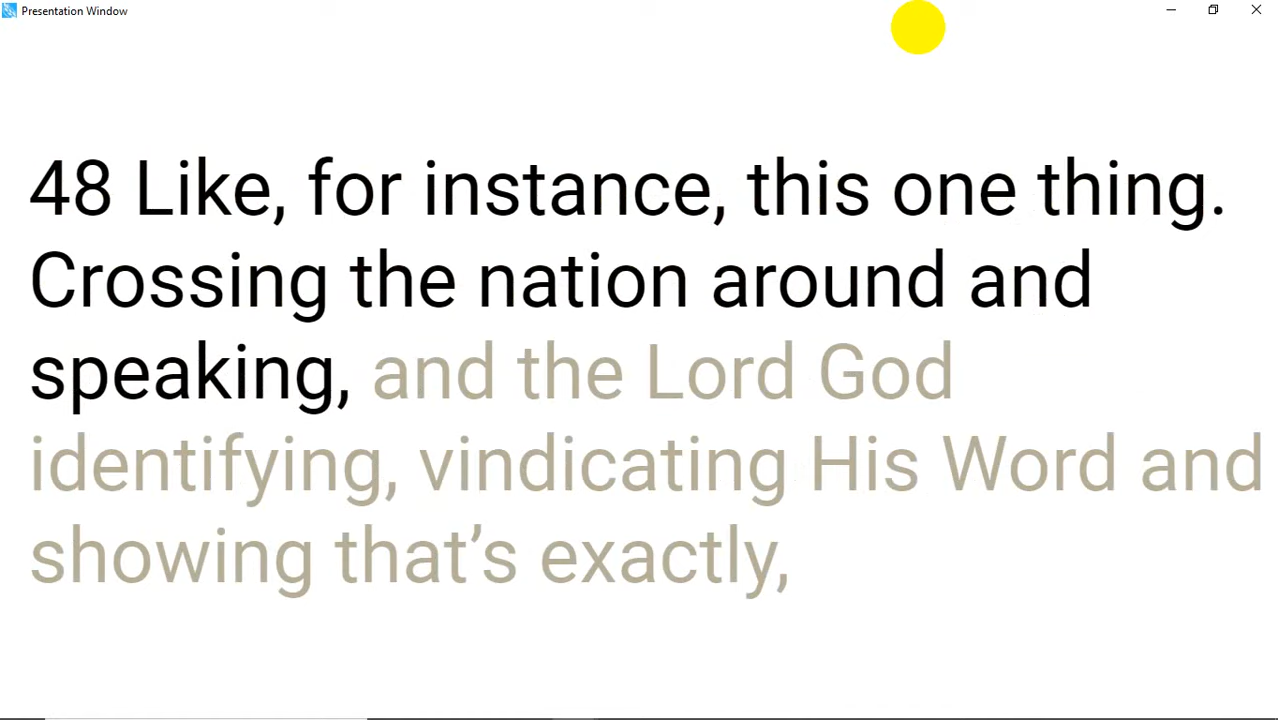 Presentation Window
48 Like, for instance, this one thing.
Crossing the nation around and
speaking, and the Lord God
identifying, vindicating His Word and
showing that’s exactly,